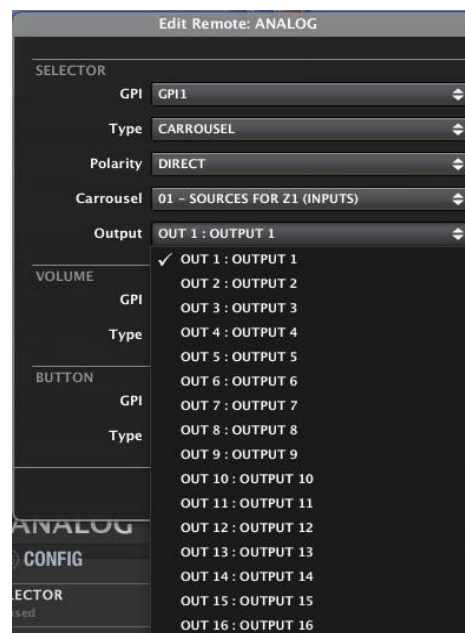 Edit Remote: ANALOG
SELECTOR
GPI GPI1
Type CARROUSEL
Polarity DIRECT
Carrousel 01 - SOURCES FOR Z1 (INPUTS)
Output OUT 1 : OUTPUT 1
✓ OUT 1 : OUTPUT 1
OUT 2 : OUTPUT 2
OUT 3 : OUTPUT 3
OUT 4 : OUTPUT 4
OUT 5 : OUTPUT 5
OUT 6 : OUTPUT 6
OUT 7 : OUTPUT 7
OUT 8 : OUTPUT 8
OUT 9 : OUTPUT 9
OUT 10 : OUTPUT 10
OUT 11 : OUTPUT 11
OUT 12 : OUTPUT 12
OUT 13 : OUTPUT 13
OUT 14 : OUTPUT 14
OUT 15 : OUTPUT 15
OUT 16 : OUTPUT 16
VOLUME
GPI
Type
BUTTON
GPI
Type
ANALOG
CONFIG
ECTOR
sed